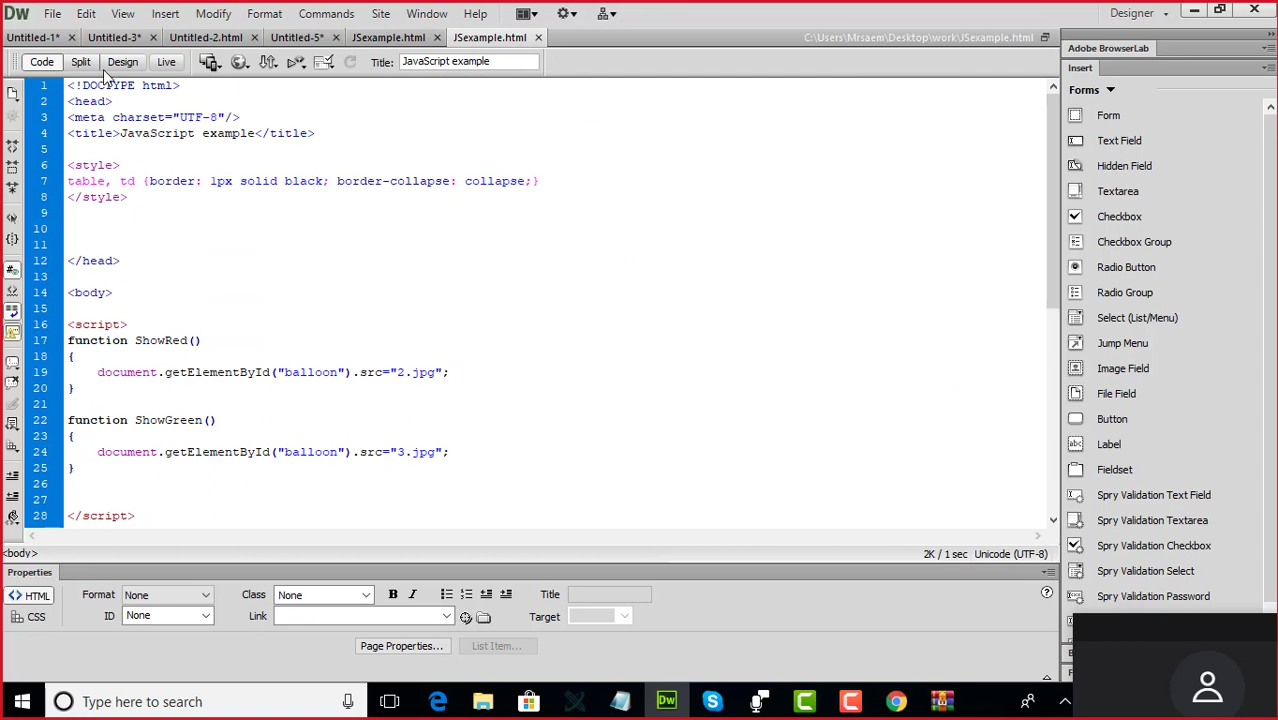 Dw File Edit View Insert Modify Format Commands Site Window Help Designer
Untitled-1* Untitled-3* Untitled-2.html Untitled-5* JSexample.html JSexample.html C:\Users\Mrsaem\Desktop\work\JSexample.html
Code Split Design Live Title: JavaScript example
1 <!DOCTYPE html>
2 <head>
3 <meta charset="UTF-8"/>
4 <title>JavaScript example</title>
5
6 <style>
7 table, td {border: 1px solid black; border-collapse: collapse;}
8 </style>
9
10
11
12 </head>
13
14 <body>
15
16 <script>
17 function ShowRed()
18 {
19 document.getElementById("balloon").src="2.jpg";
20 }
21
22 function ShowGreen()
23 {
24 document.getElementById("balloon").src="3.jpg";
25 }
26
27
28 </script>
<body> 2K / 1 sec Unicode (UTF-8)
Properties
<> HTML Format None Class None B I Title
CSS ID None Link Target
Page Properties... List Item...
Adobe BrowserLab
Insert
Forms
Form
Text Field
Hidden Field
Textarea
Checkbox
Checkbox Group
Radio Button
Radio Group
Select (List/Menu)
Jump Menu
Image Field
File Field
Button
abc Label
Fieldset
Spry Validation Text Field
Spry Validation Textarea
Spry Validation Checkbox
Spry Validation Select
Spry Validation Password
Type here to search
Dw